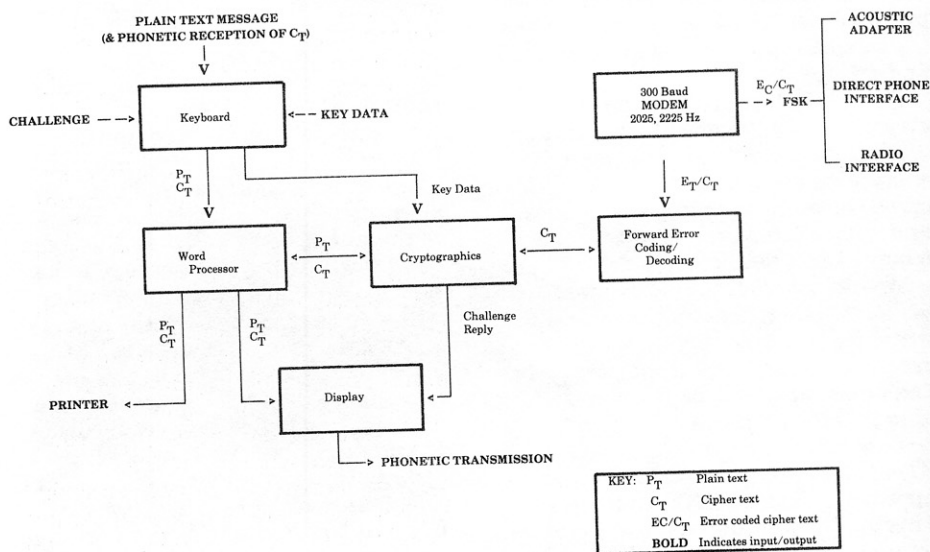 PLAIN TEXT MESSAGE
(& PHONETIC RECEPTION OF CT)
V
CHALLENGE
Keyboard
KEY DATA
300 Baud
MODEM
2025, 2225 Hz
EC/CT
FSK
ACOUSTIC
ADAPTER
DIRECT PHONE
INTERFACE
RADIO
INTERFACE
PT
CT
V
Key Data
V
ET/CT
V
Word
Processor
PT
CT
Cryptographics
CT
Forward Error
Coding/
Decoding
PT
CT
PT
CT
Challenge
Reply
PRINTER
Display
PHONETIC TRANSMISSION
KEY: PT Plain text
CT Cipher text
EC/CT Error coded cipher text
BOLD Indicates input/output